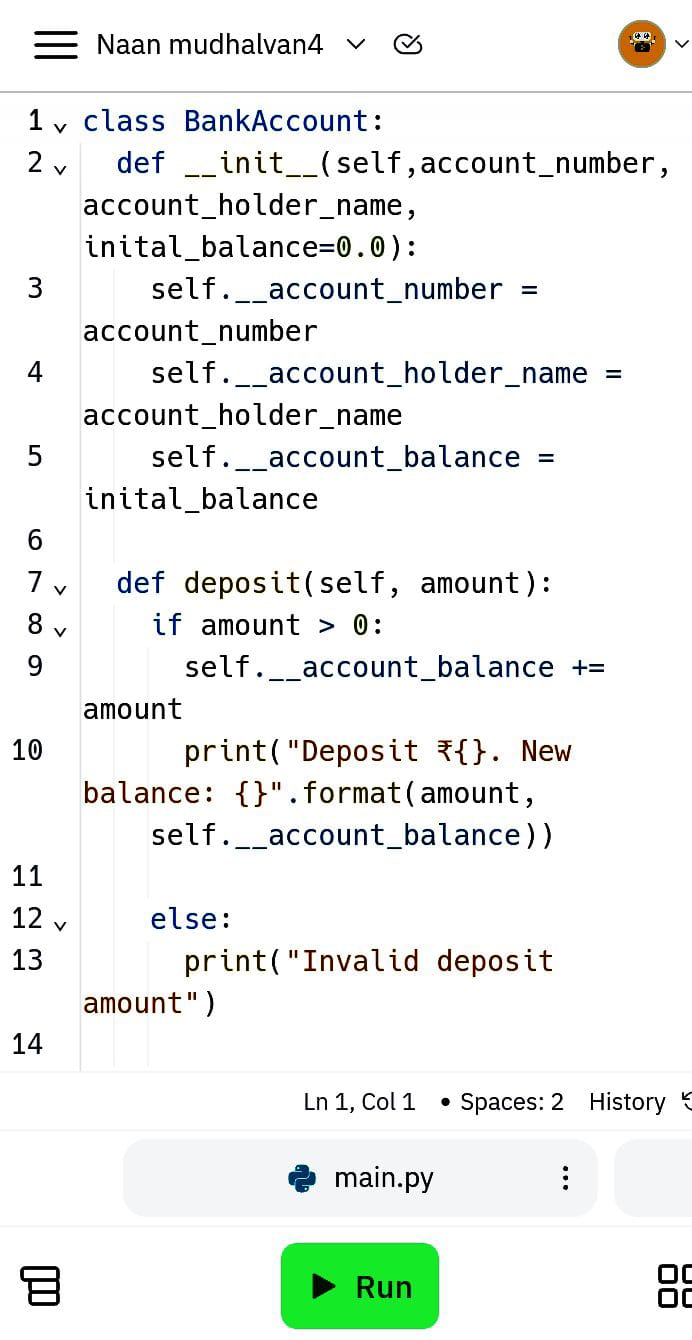 Naan mudhalvan4
1 class BankAccount:
2 def __init__(self,account_number,
account_holder_name,
inital_balance=0.0):
3 self.__account_number =
account_number
4 self.__account_holder_name =
account_holder_name
5 self.__account_balance =
inital_balance
6
7 def deposit(self, amount):
8 if amount > 0:
9 self.__account_balance +=
amount
10 print("Deposit ₹{}. New
balance: {}".format(amount,
self.__account_balance))
11
12 else:
13 print("Invalid deposit
amount")
14
Ln 1, Col 1 • Spaces: 2 History
main.py
Run